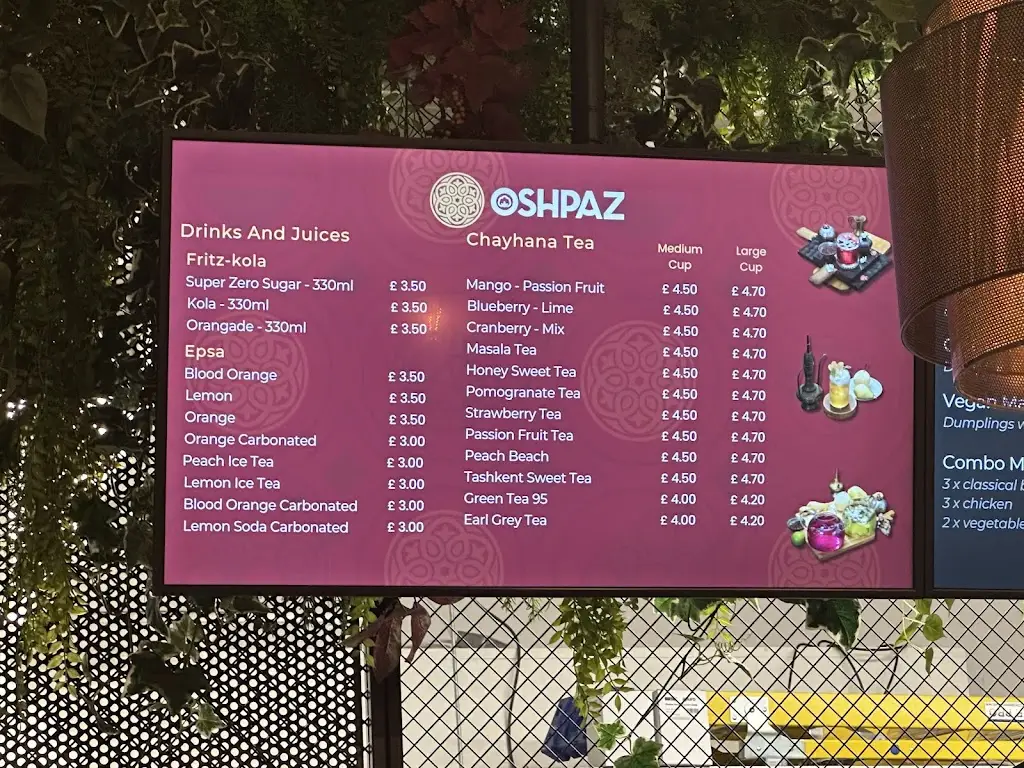 OSHPAZ
Drinks And Juices
Fritz-kola
Super Zero Sugar - 330ml £ 3.50
Kola - 330ml £ 3.50
Orangade - 330ml £ 3.50
Epsa
Blood Orange £ 3.50
Lemon £ 3.50
Orange £ 3.50
Orange Carbonated £ 3.00
Peach Ice Tea £ 3.00
Lemon Ice Tea £ 3.00
Blood Orange Carbonated £ 3.00
Lemon Soda Carbonated £ 3.00
Chayhana Tea
Medium Cup
Large Cup
Mango - Passion Fruit £ 4.50 £ 4.70
Blueberry - Lime £ 4.50 £ 4.70
Cranberry - Mix £ 4.50 £ 4.70
Masala Tea £ 4.50 £ 4.70
Honey Sweet Tea £ 4.50 £ 4.70
Pomogranate Tea £ 4.50 £ 4.70
Strawberry Tea £ 4.50 £ 4.70
Passion Fruit Tea £ 4.50 £ 4.70
Peach Beach £ 4.50 £ 4.70
Tashkent Sweet Tea £ 4.50 £ 4.70
Green Tea 95 £ 4.00 £ 4.20
Earl Grey Tea £ 4.00 £ 4.20
Vegan
Dumplings
Combo
3 x classical
3 x chicken
2 x vegetable